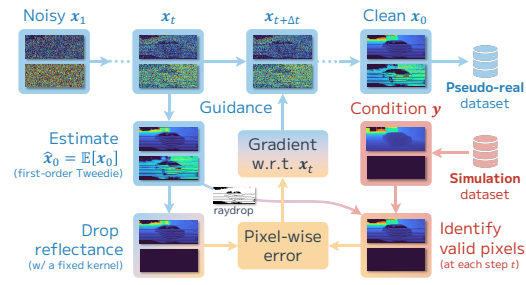 Noisy x₁
xₜ
xₜ₊Δₜ
Clean x₀
Pseudo-real
dataset
Guidance
Condition y
Estimate
x̂₀ = 𝔼[x₀]
(first-order Tweedie)
Gradient
w.r.t. xₜ
Simulation
dataset
raydrop
Drop
reflectance
(w/ a fixed kernel)
Pixel-wise
error
Identify
valid pixels
(at each step t)